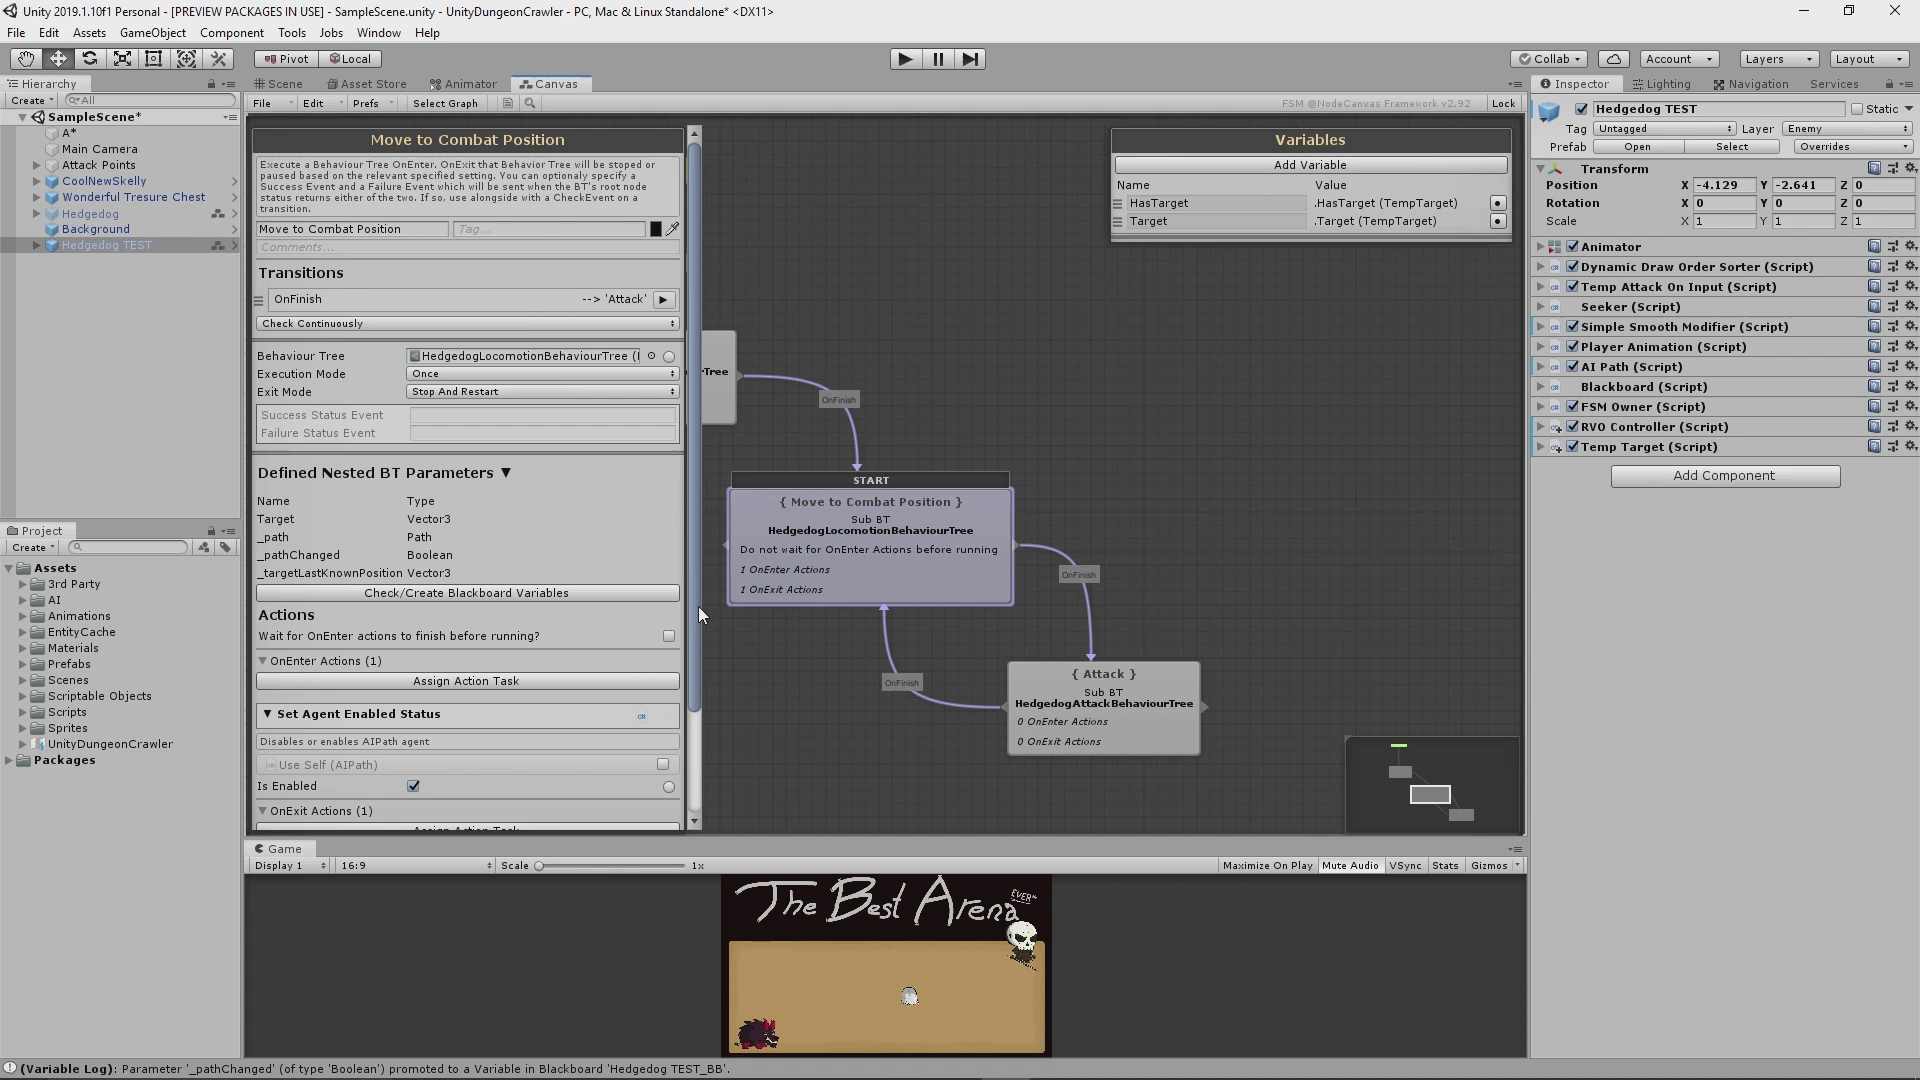 Unity 2019.1.10f1 Personal - [PREVIEW PACKAGES IN USE] - SampleScene.unity - UnityDungeonCrawler - PC, Mac & Linux Standalone* <DX11>
File Edit Assets GameObject Component Tools Jobs Window Help
Pivot Local
Collab Account Layers Layout
Hierarchy
Create All
SampleScene*
A*
Main Camera
Attack Points
CoolNewSkelly
Wonderful Tresure Chest
Hedgedog
Background
Hedgedog TEST
Project
Create
Assets
3rd Party
AI
Animations
EntityCache
Materials
Prefabs
Scenes
Scriptable Objects
Scripts
Sprites
UnityDungeonCrawler
Packages
Scene Asset Store Animator Canvas
File Edit Prefs Select Graph
FSM @NodeCanvas Framework v2.92 Lock
Move to Combat Position
Execute a Behaviour Tree OnEnter. OnExit that Behavior Tree will be stoped or
paused based on the relevant specified setting. You can optionaly specify a
Success Event and a Failure Event which will be sent when the BT's root node
status returns either of the two. If so, use alongside with a CheckEvent on a
transition.
Move to Combat Position Tag...
Comments...
Transitions
OnFinish --> 'Attack'
Check Continuously
Behaviour Tree HedgedogLocomotionBehaviourTree (I
Execution Mode Once
Exit Mode Stop And Restart
Success Status Event
Failure Status Event
Defined Nested BT Parameters ▼
Name Type
Target Vector3
_path Path
_pathChanged Boolean
_targetLastKnownPosition Vector3
Check/Create Blackboard Variables
Actions
Wait for OnEnter actions to finish before running?
OnEnter Actions (1)
Assign Action Task
▼ Set Agent Enabled Status
Disables or enables AIPath agent
Use Self (AIPath)
Is Enabled
OnExit Actions (1)
Assign Action Task
rTree
OnFinish
START
{ Move to Combat Position }
Sub BT
HedgedogLocomotionBehaviourTree
Do not wait for OnEnter Actions before running
1 OnEnter Actions
1 OnExit Actions
OnFinish
OnFinish
{ Attack }
Sub BT
HedgedogAttackBehaviourTree
0 OnEnter Actions
0 OnExit Actions
Variables
Add Variable
Name Value
HasTarget .HasTarget (TempTarget)
Target .Target (TempTarget)
Game
Display 1 16:9 Scale 1x
Maximize On Play Mute Audio VSync Stats Gizmos
The Best Arena
EVER*
Inspector Lighting Navigation Services
Hedgedog TEST Static
Tag Untagged Layer Enemy
Prefab Open Select Overrides
Transform
Position X -4.129 Y -2.641 Z 0
Rotation X 0 Y 0 Z 0
Scale X 1 Y 1 Z 1
Animator
Dynamic Draw Order Sorter (Script)
Temp Attack On Input (Script)
Seeker (Script)
Simple Smooth Modifier (Script)
Player Animation (Script)
AI Path (Script)
Blackboard (Script)
FSM Owner (Script)
RVO Controller (Script)
Temp Target (Script)
Add Component
(Variable Log): Parameter '_pathChanged' (of type 'Boolean') promoted to a Variable in Blackboard 'Hedgedog TEST_BB'.